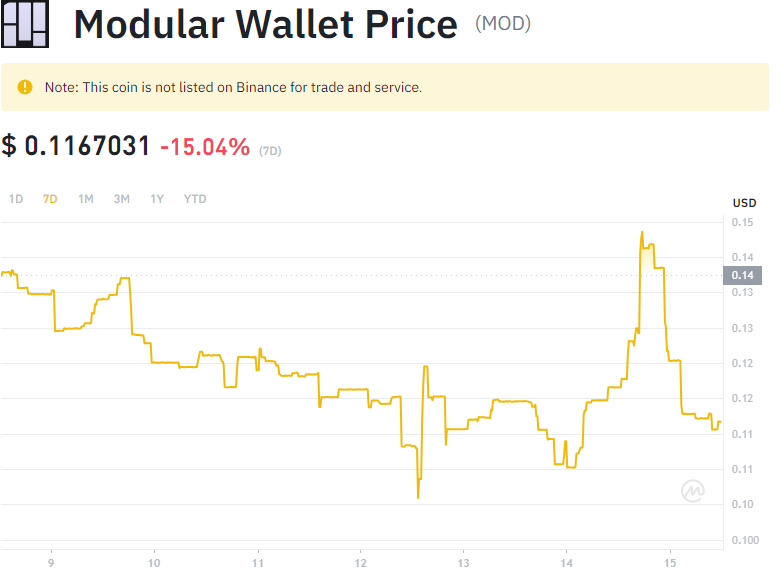 Modular Wallet Price (MOD)
Note: This coin is not listed on Binance for trade and service.
$ 0.1167031 -15.04% (7D)
1D 7D 1M 3M 1Y YTD
USD
0.15
0.14
0.14
0.13
0.13
0.12
0.12
0.11
0.11
0.10
0.100
9 10 11 12 13 14 15